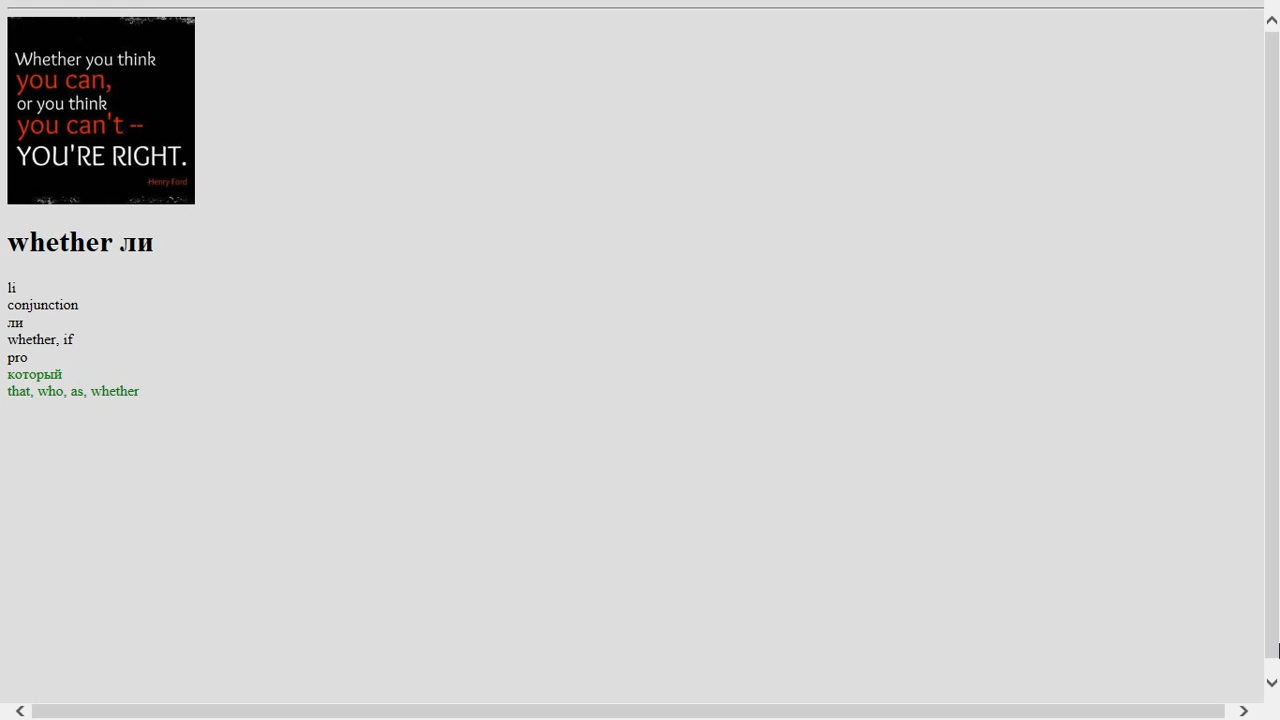 Whether you think
you can,
or you think
you can't --
YOU'RE RIGHT.
-Henry Ford
whether ли
li
conjunction
ли
whether, if
pro
который
that, who, as, whether